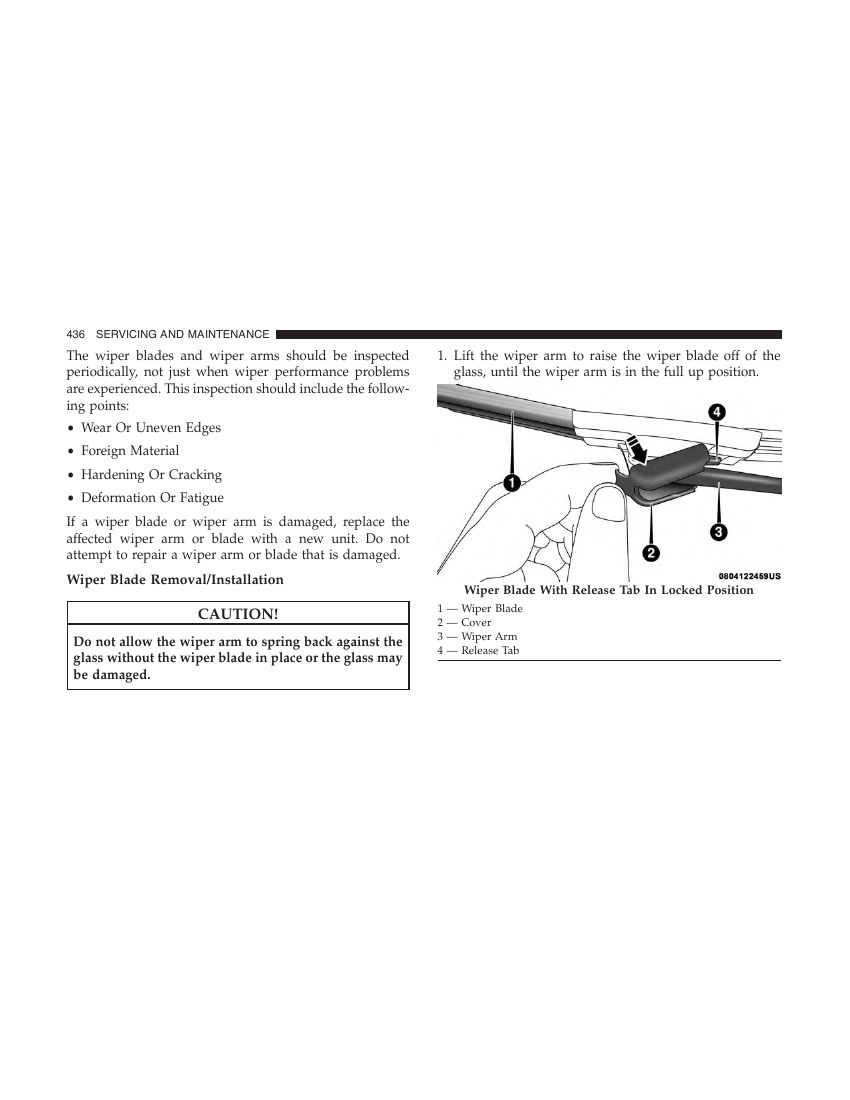 436 SERVICING AND MAINTENANCE
The wiper blades and wiper arms should be inspected
periodically, not just when wiper performance problems
are experienced. This inspection should include the follow-
ing points:
• Wear Or Uneven Edges
• Foreign Material
• Hardening Or Cracking
• Deformation Or Fatigue
If a wiper blade or wiper arm is damaged, replace the
affected wiper arm or blade with a new unit. Do not
attempt to repair a wiper arm or blade that is damaged.
Wiper Blade Removal/Installation
CAUTION!
Do not allow the wiper arm to spring back against the
glass without the wiper blade in place or the glass may
be damaged.
1. Lift the wiper arm to raise the wiper blade off of the
glass, until the wiper arm is in the full up position.
4
1
3
2
0804122459US
Wiper Blade With Release Tab In Locked Position
1 — Wiper Blade
2 — Cover
3 — Wiper Arm
4 — Release Tab